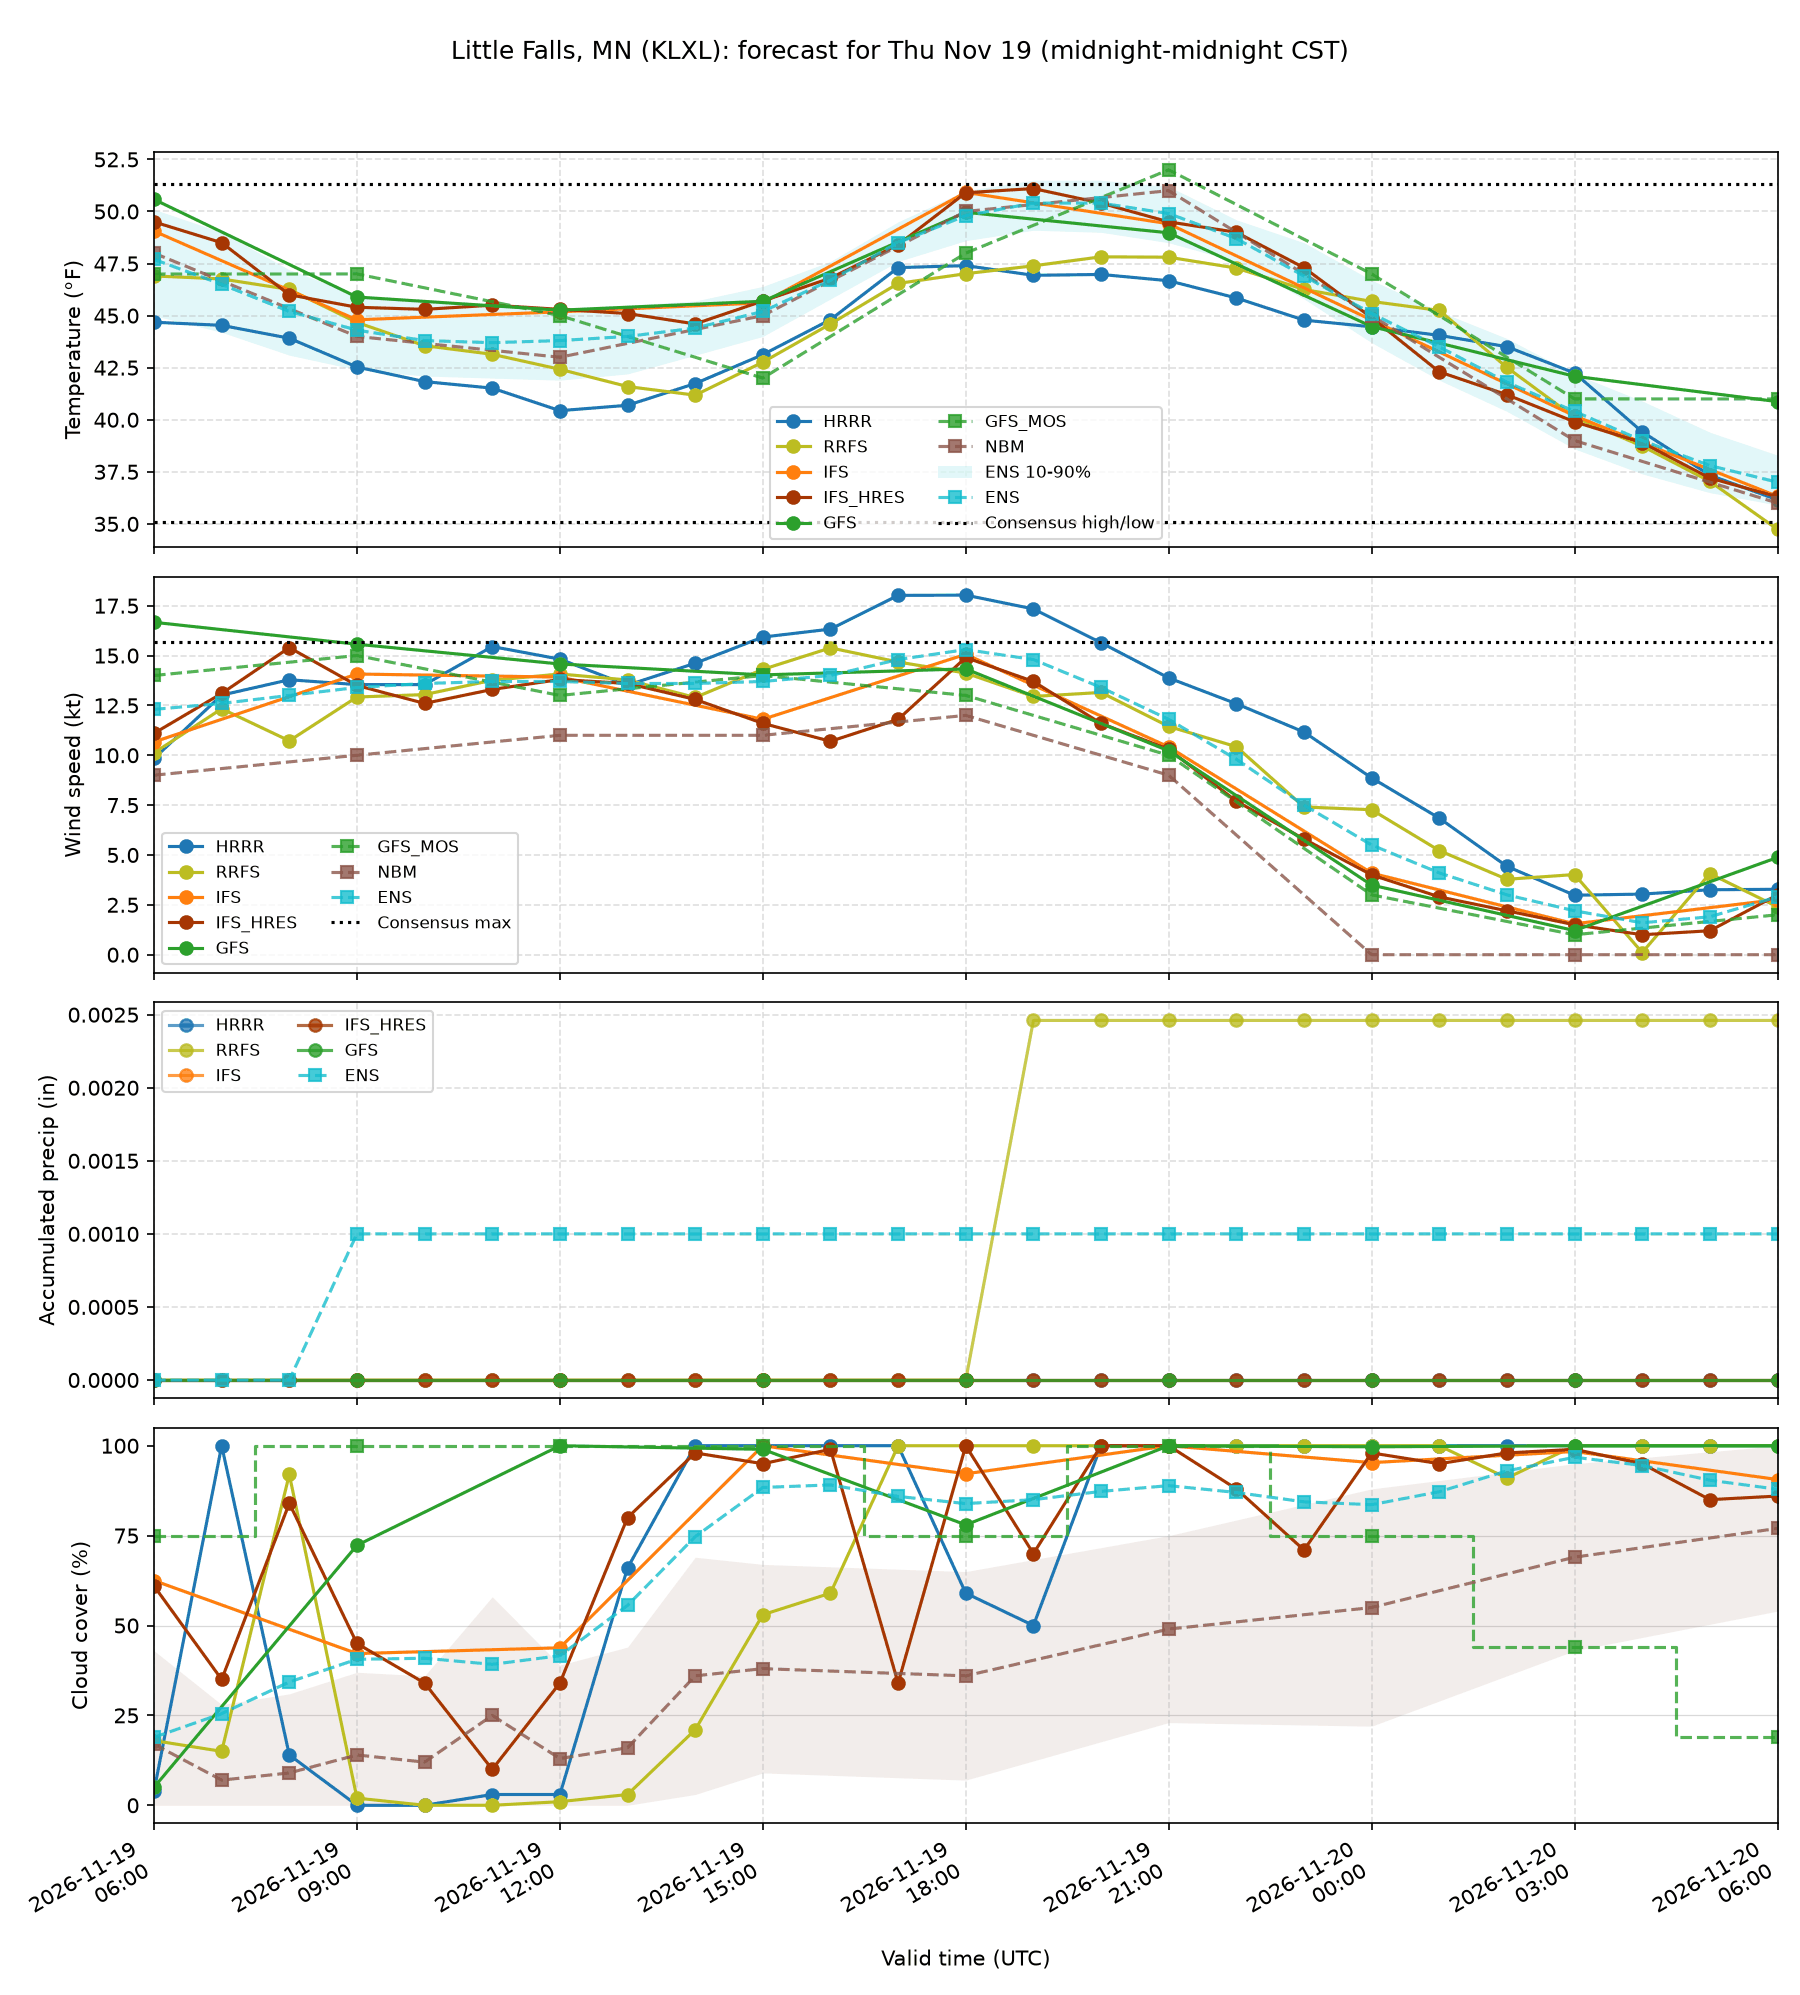 Little Falls, MN (KLXL): forecast for Thu Nov 19 (midnight-midnight CST)
Temperature (°F)
52.5
50.0
47.5
45.0
42.5
40.0
37.5
35.0
HRRR
RRFS
IFS
IFS_HRES
GFS
GFS_MOS
NBM
ENS 10-90%
ENS
Consensus high/low
Wind speed (kt)
17.5
15.0
12.5
10.0
7.5
5.0
2.5
0.0
HRRR
RRFS
IFS
IFS_HRES
GFS
GFS_MOS
NBM
ENS
Consensus max
Accumulated precip (in)
0.0025
0.0020
0.0015
0.0010
0.0005
0.0000
HRRR
RRFS
IFS
IFS_HRES
GFS
ENS
Cloud cover (%)
100
75
50
25
0
2026-11-19
06:00
2026-11-19
09:00
2026-11-19
12:00
2026-11-19
15:00
2026-11-19
18:00
2026-11-19
21:00
2026-11-20
00:00
2026-11-20
03:00
2026-11-20
06:00
Valid time (UTC)